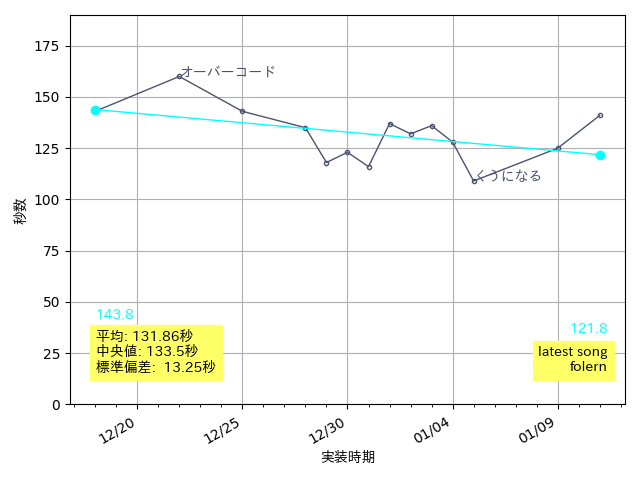 175
150
125
100
75
50
25
0
秒数
オーバーコード
くうになる
143.8
平均: 131.86秒
中央値: 133.5秒
標準偏差: 13.25秒
121.8
latest song
folern
12/20
12/25
12/30
01/04
01/09
実装時期